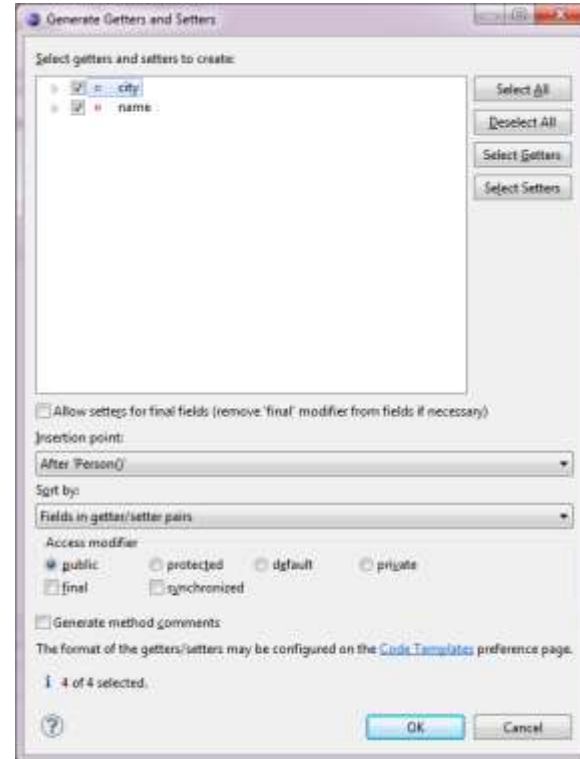 Generate Getters and Setters
Select getters and setters to create:
city
name
Select All
Deselect All
Select Getters
Select Setters
Allow setters for final fields (remove 'final' modifier from fields if necessary)
Insertion point:
After 'Person()'
Sort by:
Fields in getter/setter pairs
Access modifier
public protected default private
final synchronized
Generate method comments
The format of the getters/setters may be configured on the Code Templates preference page.
i 4 of 4 selected.
?
OK Cancel